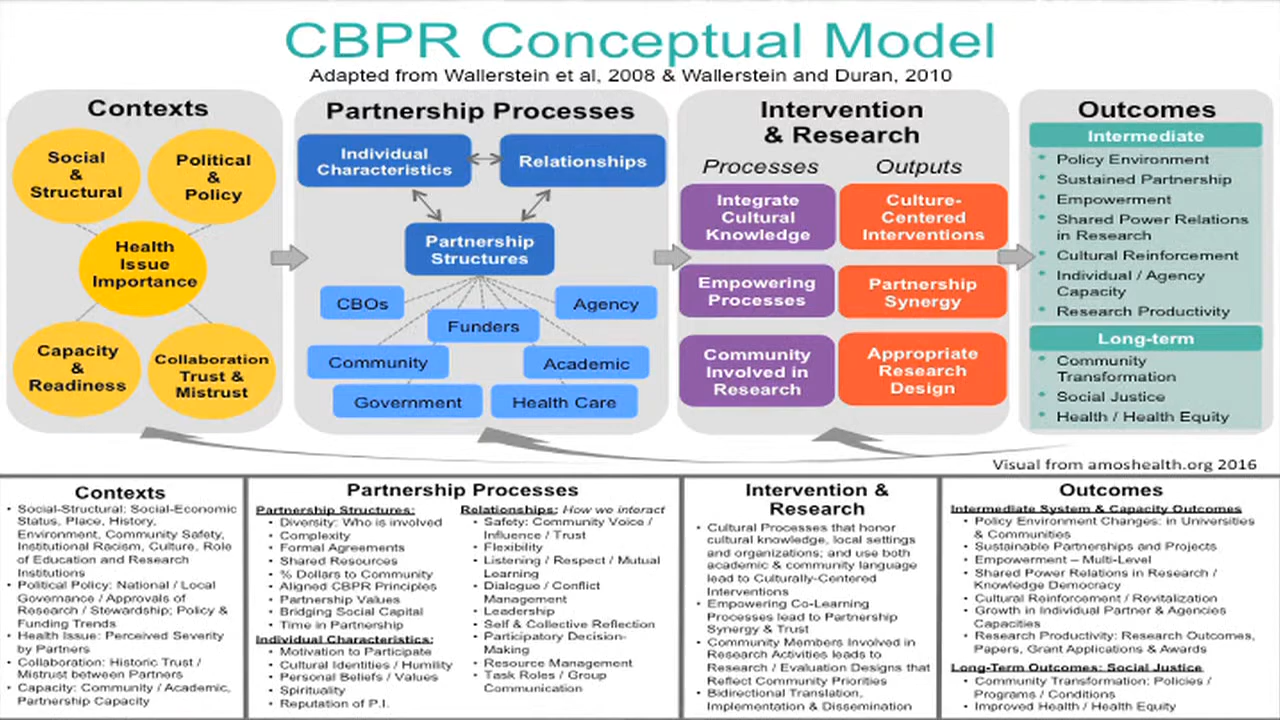 CBPR Conceptual Model
Adapted from Wallerstein et al, 2008 & Wallerstein and Duran, 2010
Contexts
Social
&
Structural
Political
&
Policy
Health
Issue
Importance
Capacity
&
Readiness
Collaboration
Trust &
Mistrust
Partnership Processes
Individual
Characteristics
Relationships
Partnership
Structures
CBOs
Agency
Funders
Community
Academic
Government
Health Care
Intervention
& Research
Processes
Outputs
Integrate
Cultural
Knowledge
Culture-
Centered
Interventions
Empowering
Processes
Partnership
Synergy
Community
Involved in
Research
Appropriate
Research
Design
Outcomes
Intermediate
• Policy Environment
• Sustained Partnership
• Empowerment
• Shared Power Relations
in Research
• Cultural Reinforcement
• Individual / Agency
Capacity
• Research Productivity
Long-term
• Community
Transformation
• Social Justice
• Health / Health Equity
Visual from amoshealth.org 2016
Contexts
• Social-Structural: Social-Economic
Status, Place, History,
Environment, Community Safety,
Institutional Racism, Culture, Role
of Education and Research
Institutions
• Political Policy: National / Local
Governance / Approvals of
Research / Stewardship; Policy &
Funding Trends
• Health Issue: Perceived Severity
by Partners
• Collaboration: Historic Trust /
Mistrust between Partners
• Capacity: Community / Academic,
Partnership Capacity
Partnership Processes
Partnership Structures:
• Diversity: Who is involved
• Complexity
• Formal Agreements
• Shared Resources
• % Dollars to Community
• Aligned CBPR Principles
• Partnership Values
• Bridging Social Capital
• Time in Partnership
Individual Characteristics:
• Motivation to Participate
• Cultural Identities / Humility
• Personal Beliefs / Values
• Spirituality
• Reputation of P.I.
Relationships: How we interact
• Safety: Community Voice /
Influence / Trust
• Flexibility
• Listening / Respect / Mutual
Learning
• Dialogue / Conflict
Management
• Leadership
• Self & Collective Reflection
• Participatory Decision-
Making
• Resource Management
• Task Roles / Group
Communication
Intervention &
Research
• Cultural Processes that honor
cultural knowledge, local settings
and organizations; and use both
academic & community language
lead to Culturally-Centered
Interventions
• Empowering Co-Learning
Processes lead to Partnership
Synergy & Trust
• Community Members Involved in
Research Activities leads to
Research / Evaluation Designs that
Reflect Community Priorities
• Bidirectional Translation,
Implementation & Dissemination
Outcomes
Intermediate System & Capacity Outcomes
• Policy Environment Changes: in Universities
& Communities
• Sustainable Partnerships and Projects
• Empowerment – Multi-Level
• Shared Power Relations in Research /
Knowledge Democracy
• Cultural Reinforcement / Revitalization
• Growth in Individual Partner & Agencies
Capacities
• Research Productivity: Research Outcomes,
Papers, Grant Applications & Awards
Long-Term Outcomes: Social Justice
• Community Transformation: Policies /
Programs / Conditions
• Improved Health / Health Equity